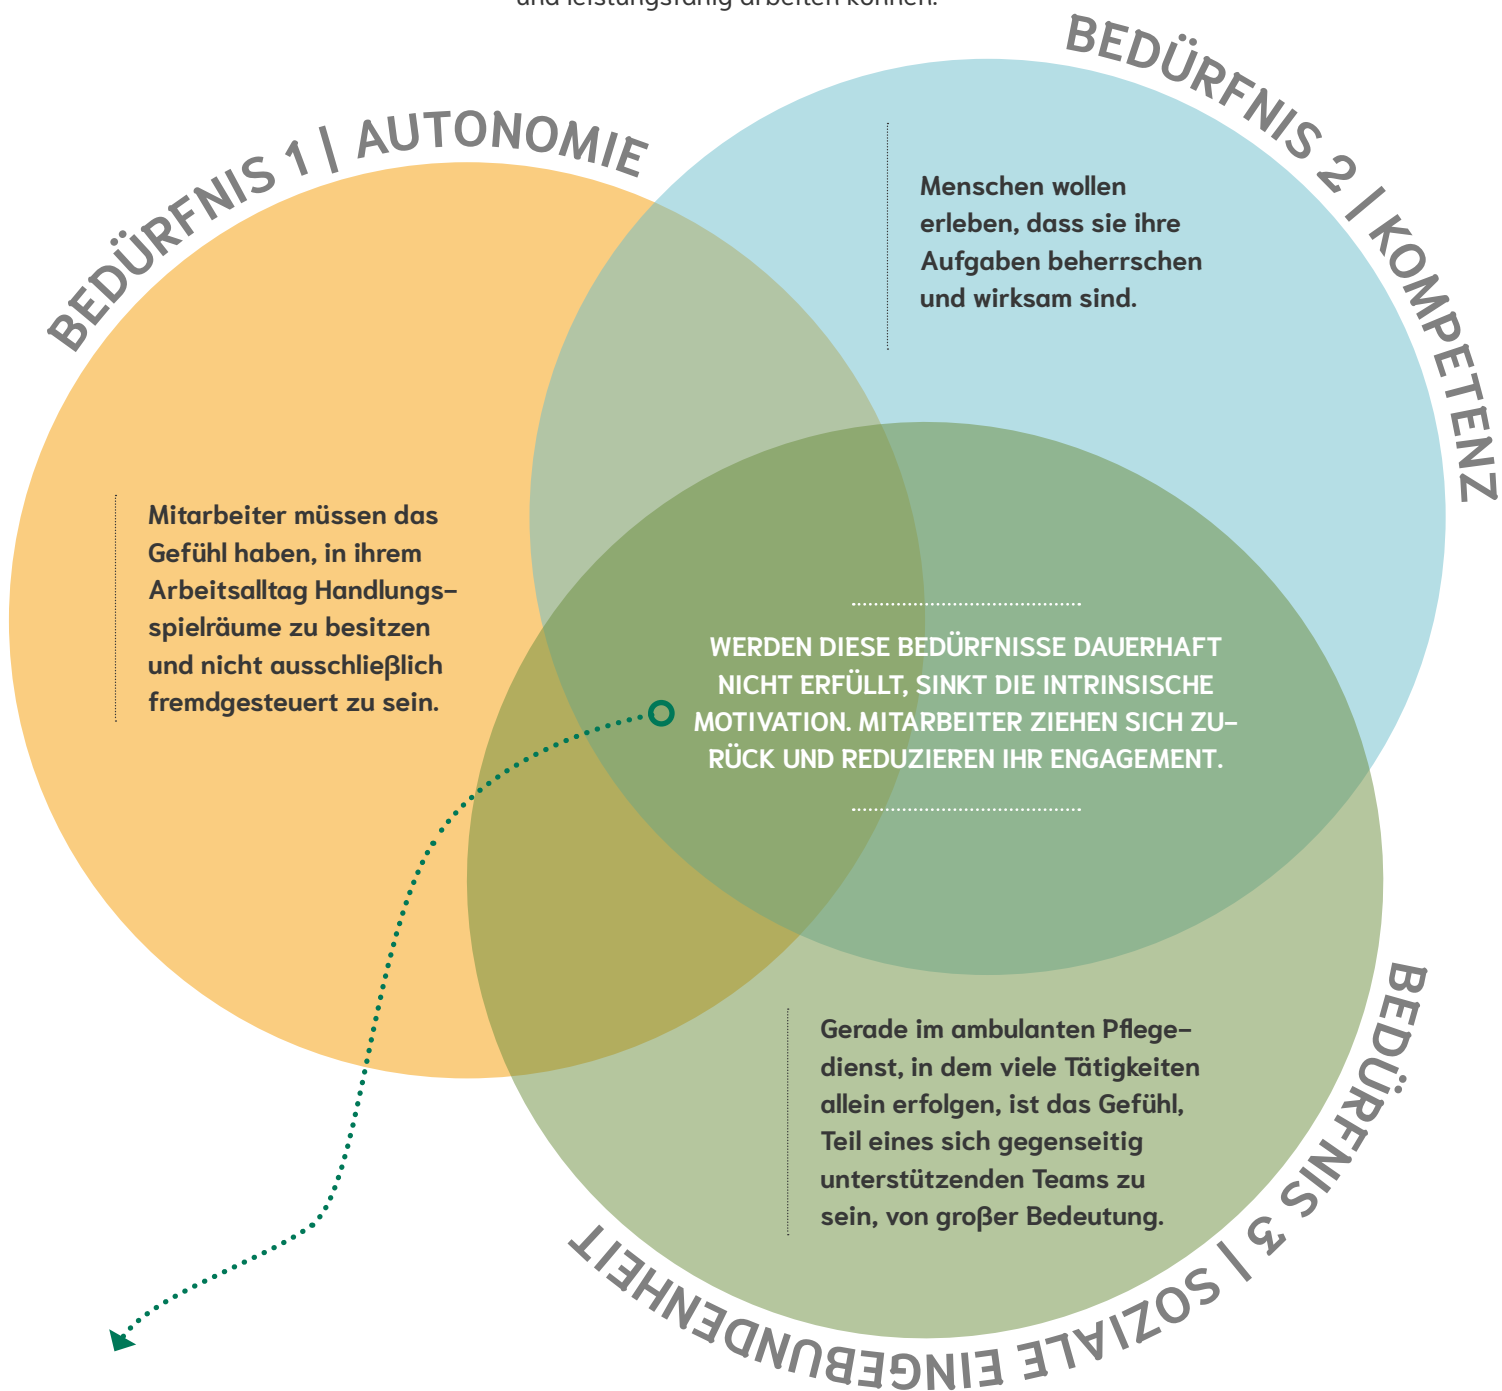 und leistungsfähig arbeiten können.
BEDÜRFNIS 1 | AUTONOMIE
Mitarbeiter müssen das
Gefühl haben, in ihrem
Arbeitsalltag Handlungs-
spielräume zu besitzen
und nicht ausschließlich
fremdgesteuert zu sein.
BEDÜRFNIS 2 | KOMPETENZ
Menschen wollen
erleben, dass sie ihre
Aufgaben beherrschen
und wirksam sind.
WERDEN DIESE BEDÜRFNISSE DAUERHAFT
NICHT ERFÜLLT, SINKT DIE INTRINSISCHE
MOTIVATION. MITARBEITER ZIEHEN SICH ZU-
RÜCK UND REDUZIEREN IHR ENGAGEMENT.
BEDÜRFNIS 3 | SOZIALE EINGEBUNDENHEIT
Gerade im ambulanten Pflege-
dienst, in dem viele Tätigkeiten
allein erfolgen, ist das Gefühl,
Teil eines sich gegenseitig
unterstützenden Teams zu
sein, von großer Bedeutung.